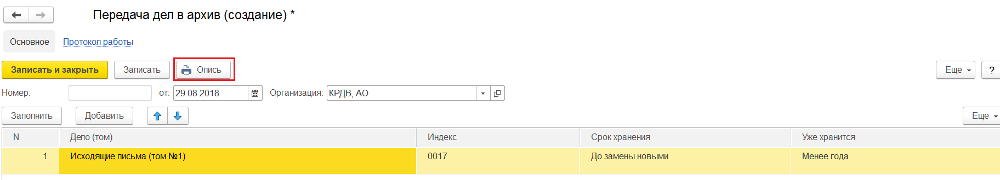 Передача дел в архив (создание) *
Основное Протокол работы
Записать и закрыть Записать Опись Еще ?
Номер: от: 29.08.2018 Организация: КРДВ, АО
Заполнить Добавить Еще
N Дело (том) Индекс Срок хранения Уже хранится
1 Исходящие письма (том №1) 0017 До замены новыми Менее года